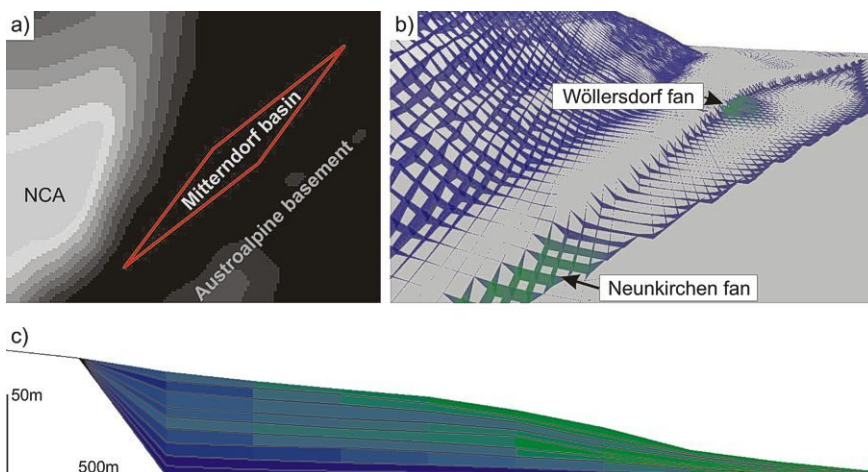 a)
NCA
Mitterndorf basin
Austroalpine basement
b)
Wöllersdorf fan
Neunkirchen fan
c)
50m
500m